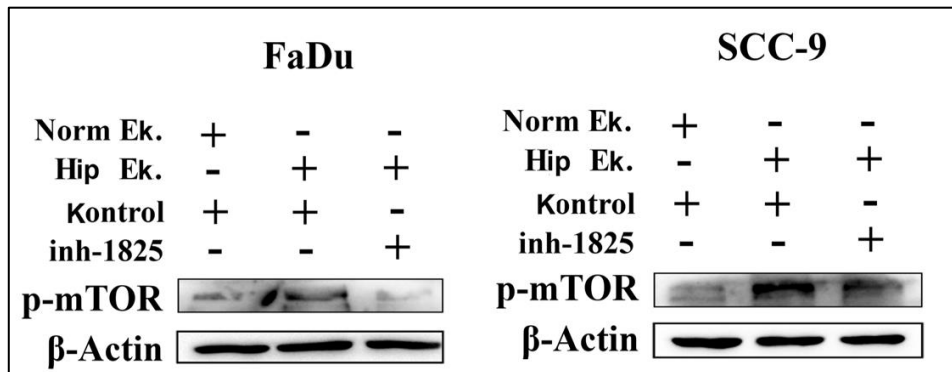 FaDu
Norm Ek. + - -
Hip Ek. - + +
Kontrol + + -
inh-1825 - - +
p-mTOR
β-Actin
SCC-9
Norm Ek. + - -
Hip Ek. - + +
Kontrol + + -
inh-1825 - - +
p-mTOR
β-Actin